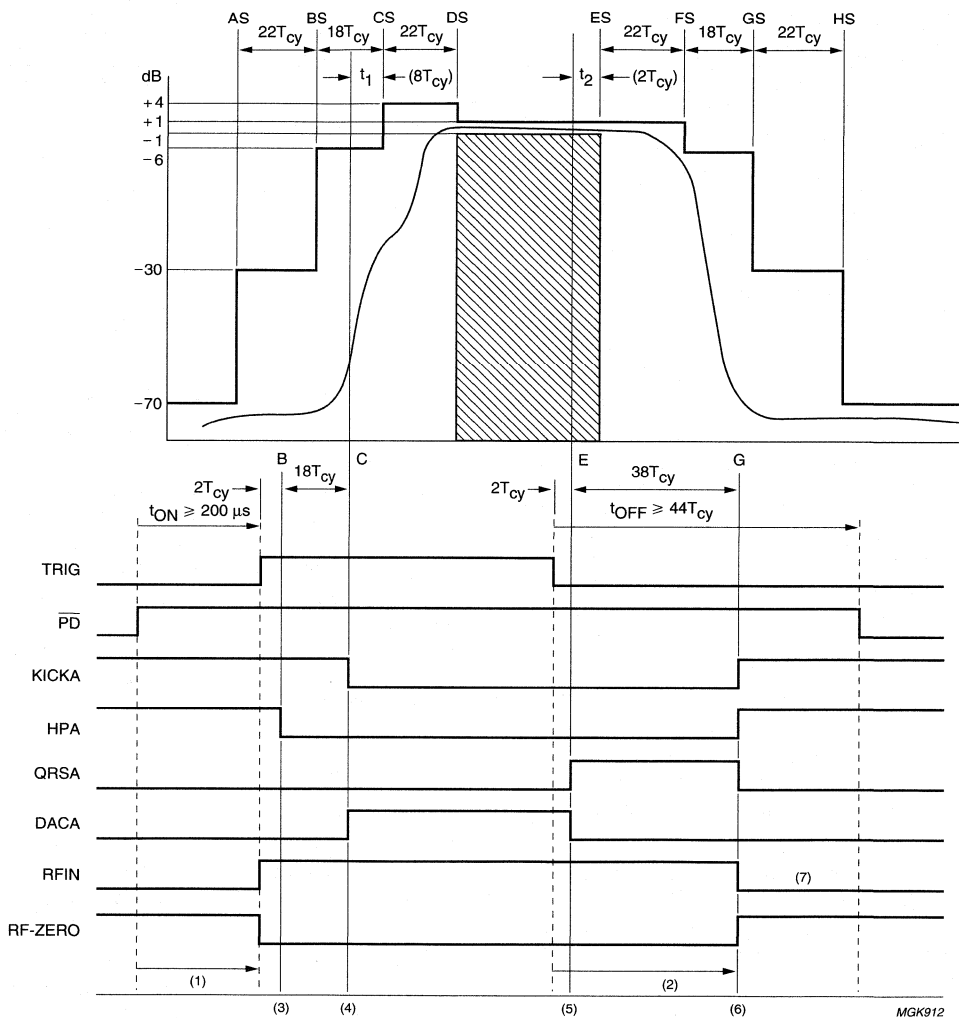 AS BS CS DS ES FS GS HS
22Tcy 18Tcy 22Tcy 22Tcy 18Tcy 22Tcy
dB t1 (8Tcy) t2 (2Tcy)
+4
+1
−1
−6
−30
−70
B 18Tcy C E 38Tcy G
2Tcy 2Tcy
tON ⩾ 200 µs tOFF ⩾ 44Tcy
TRIG
P̅D̅
KICKA
HPA
QRSA
DACA
RFIN (7)
RF-ZERO
(1) (2)
(3) (4) (5) (6) MGK912